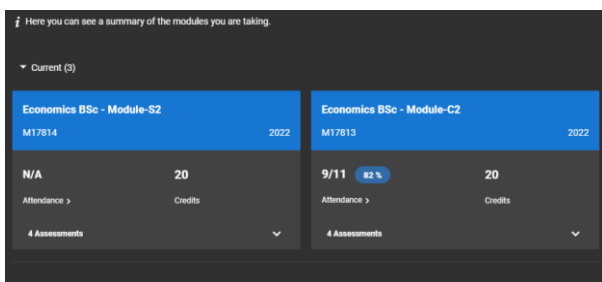 i Here you can see a summary of the modules you are taking.
Current (3)
Economics BSc - Module-S2
M17814 2022
N/A 20
Attendance > Credits
4 Assessments
Economics BSc - Module-C2
M17813 2022
9/11 82 % 20
Attendance > Credits
4 Assessments